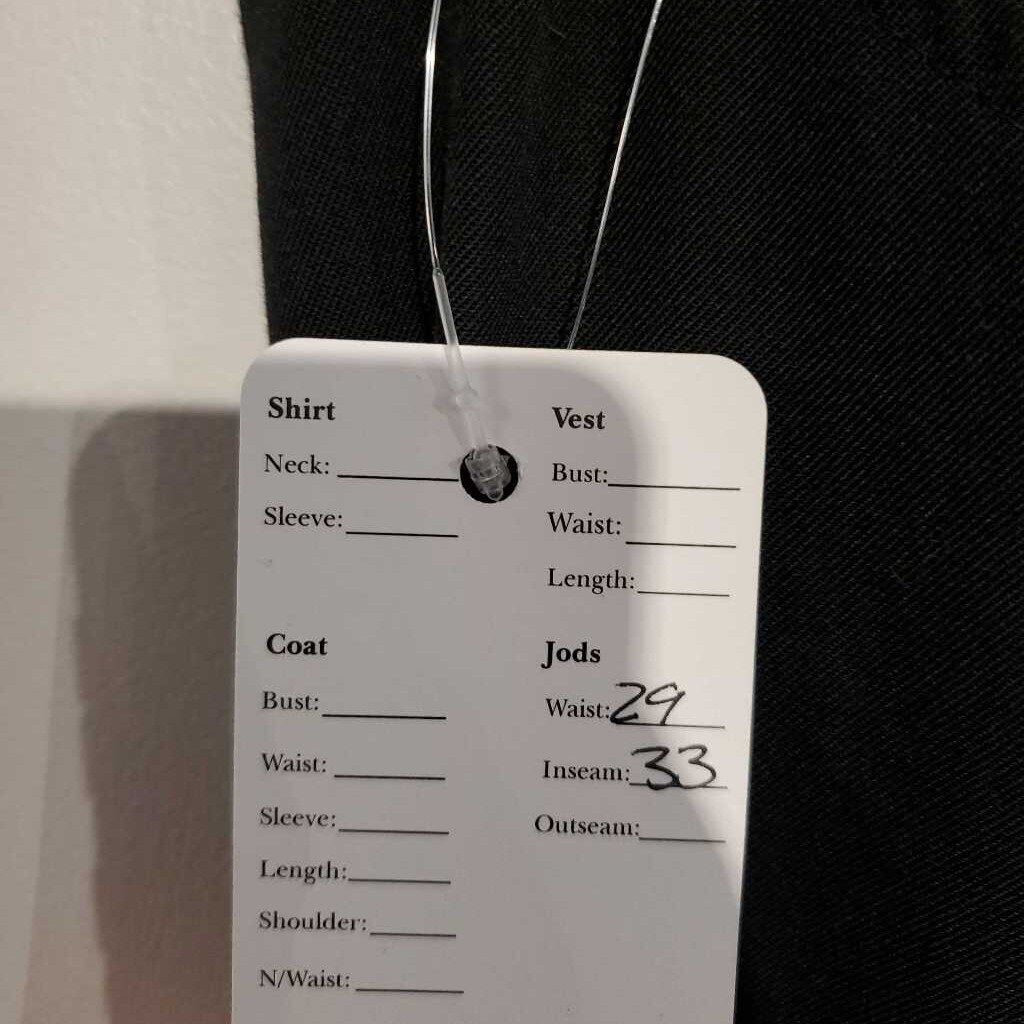 Shirt
Neck:
Sleeve:
Vest
Bust:
Waist:
Length:
Coat
Bust:
Waist:
Sleeve:
Length:
Shoulder:
N/Waist:
Jods
Waist: 29
Inseam: 33
Outseam: